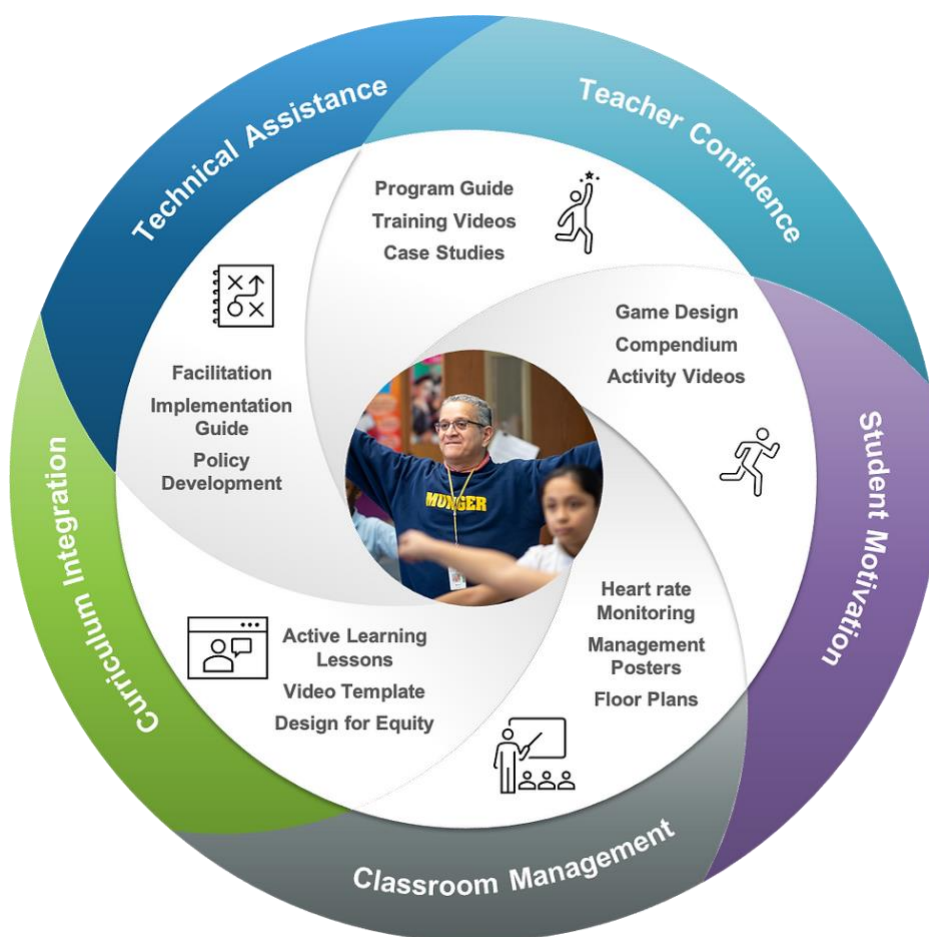 Technical Assistance
Teacher Confidence
Student Motivation
Classroom Management
Curriculum Integration
Program Guide
Training Videos
Case Studies
Game Design
Compendium
Activity Videos
Heart rate
Monitoring
Management
Posters
Floor Plans
Active Learning
Lessons
Video Template
Design for Equity
Facilitation
Implementation
Guide
Policy
Development
MUNGER